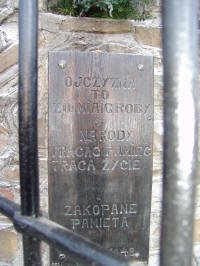 OJCZYZNA
TO
ZIEMIA I GROBY
NARODY
TRACĄC PAMIĘĆ
TRACĄ ŻYCIE
ZAKOPANE
PAMIĘTA